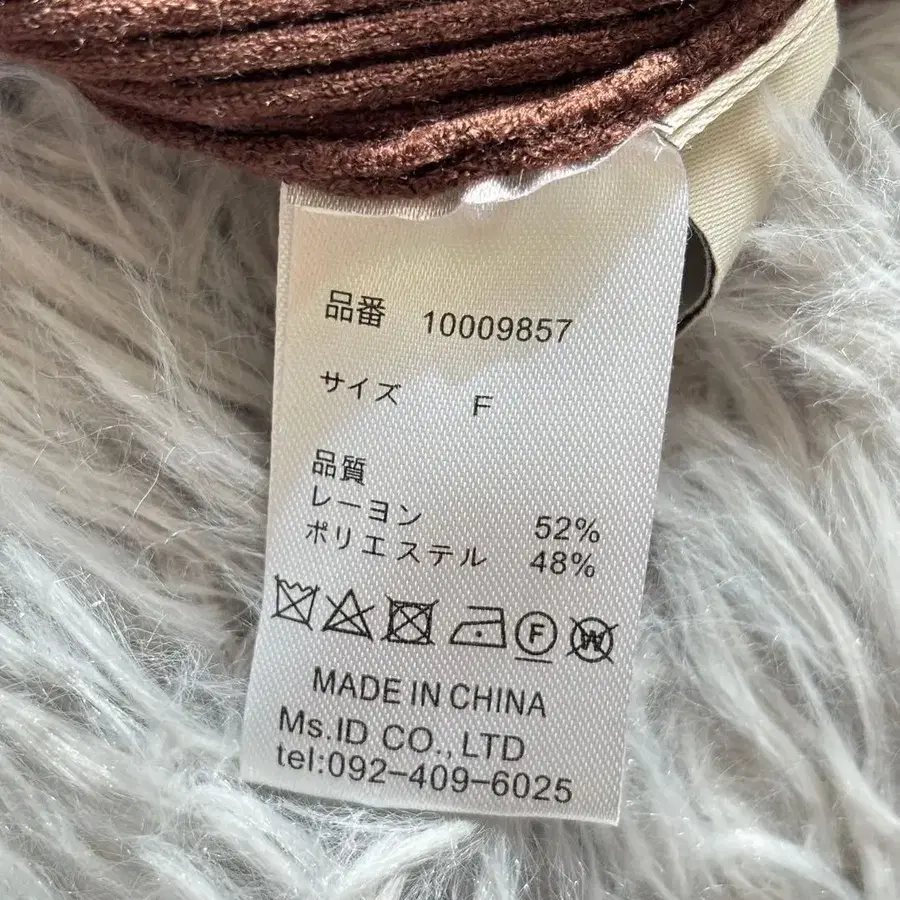 品番 10009857
サイズ F
品質
レーヨン 52%
ポリエステル 48%
F W
MADE IN CHINA
Ms.ID CO.,LTD
tel:092-409-6025